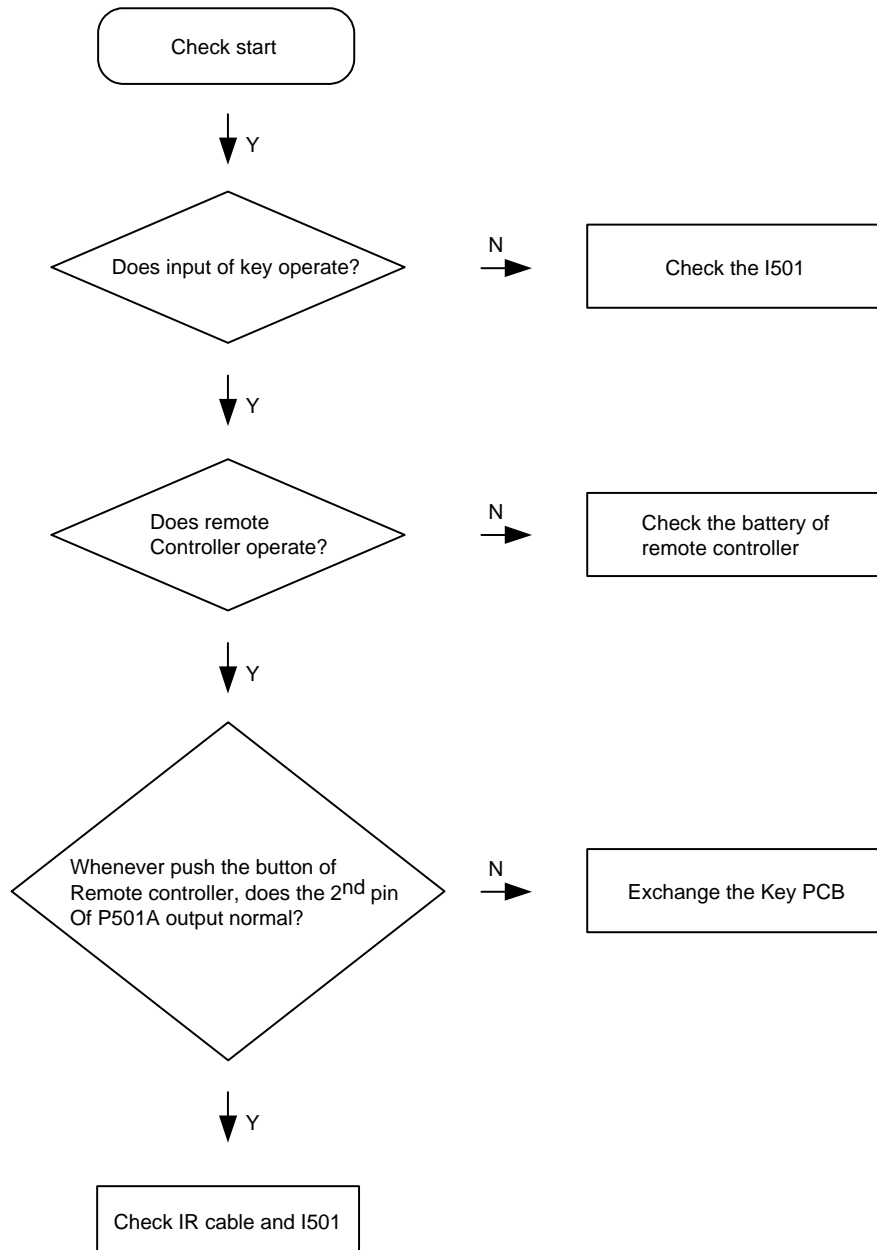 Check start
Y
Does input of key operate?
N
Check the I501
Y
Does remote
Controller operate?
N
Check the battery of
remote controller
Y
Whenever push the button of
Remote controller, does the 2nd pin
Of P501A output normal?
N
Exchange the Key PCB
Y
Check IR cable and I501